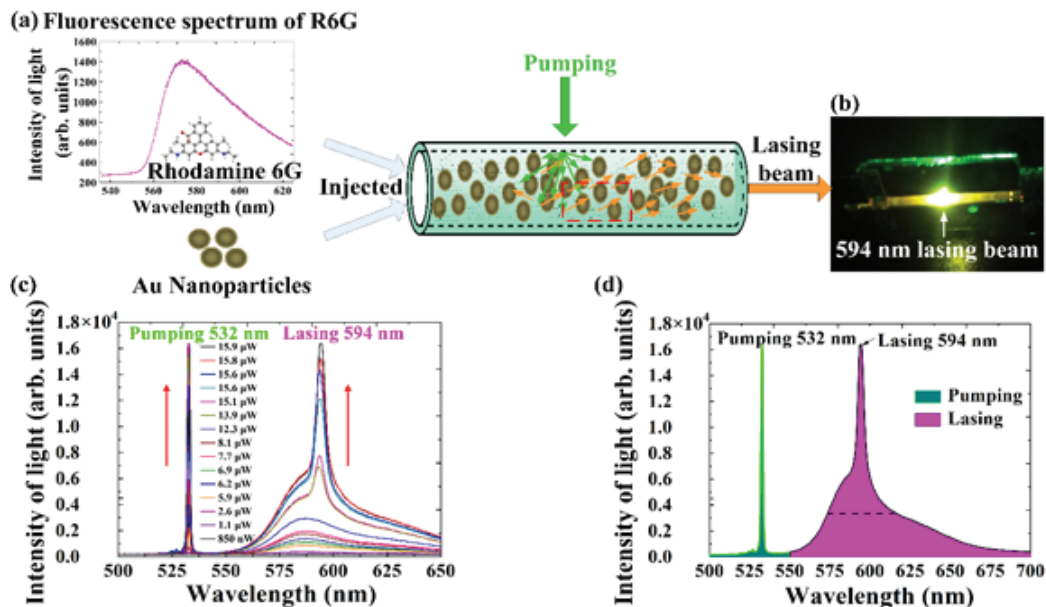 (a) Fluorescence spectrum of R6G
Intensity of light
(arb. units)
1600
1400
1200
1000
800
600
400
200
Rhodamine 6G
540 560 580 600 620
Wavelength (nm)
Au Nanoparticles
Injected
Pumping
Lasing
beam
(b)
594 nm lasing beam
(c)
Intensity of light (arb. units)
1.8×10⁴
1.6
1.4
1.2
1.0
0.8
0.6
0.4
0.2
0.0
Pumping 532 nm Lasing 594 nm
15.9 μW
15.8 μW
15.6 μW
15.6 μW
15.1 μW
13.9 μW
12.3 μW
8.1 μW
7.7 μW
6.9 μW
6.2 μW
5.9 μW
2.6 μW
1.1 μW
850 nW
500 525 550 575 600 625 650
Wavelength (nm)
(d)
Intensity of light (arb. units)
1.8×10⁴
1.6
1.4
1.2
1.0
0.8
0.6
0.4
0.2
0.0
Pumping 532 nm Lasing 594 nm
Pumping
Lasing
500 525 550 575 600 625 650 675 700
Wavelength (nm)